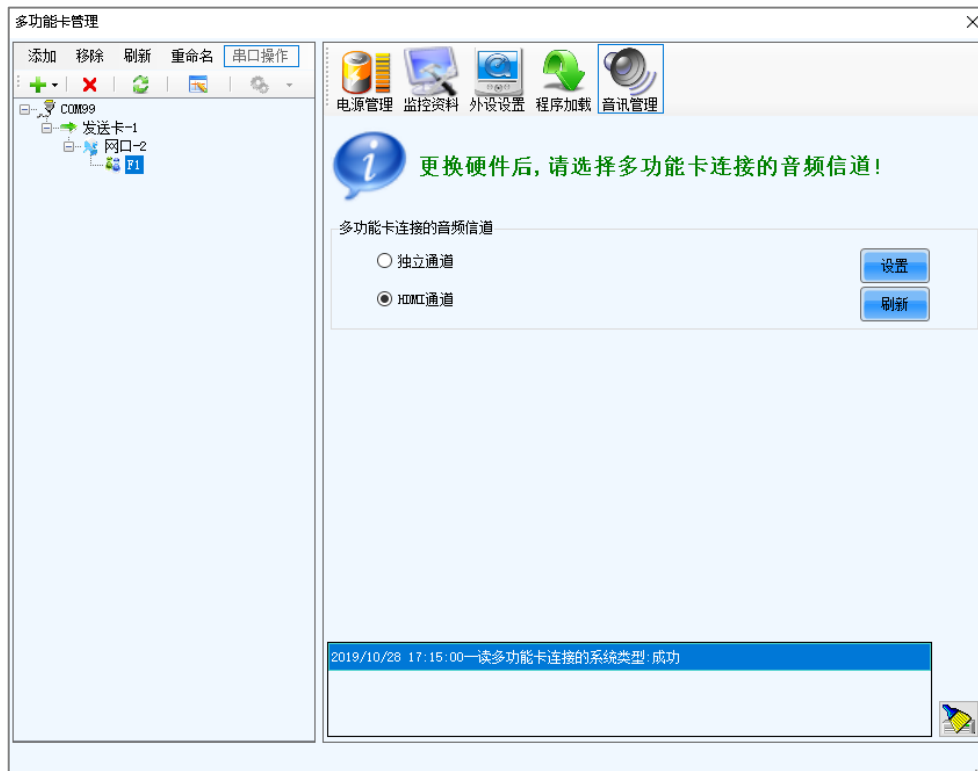 多功能卡管理
添加 移除 刷新 重命名 串口操作
COM99
发送卡-1
网口-2
F1
电源管理 监控资料 外设设置 程序加载 音讯管理
更换硬件后,请选择多功能卡连接的音频信道!
多功能卡连接的音频信道
独立通道
设置
HDMI通道
刷新
2019/10/28 17:15:00—读多功能卡连接的系统类型:成功